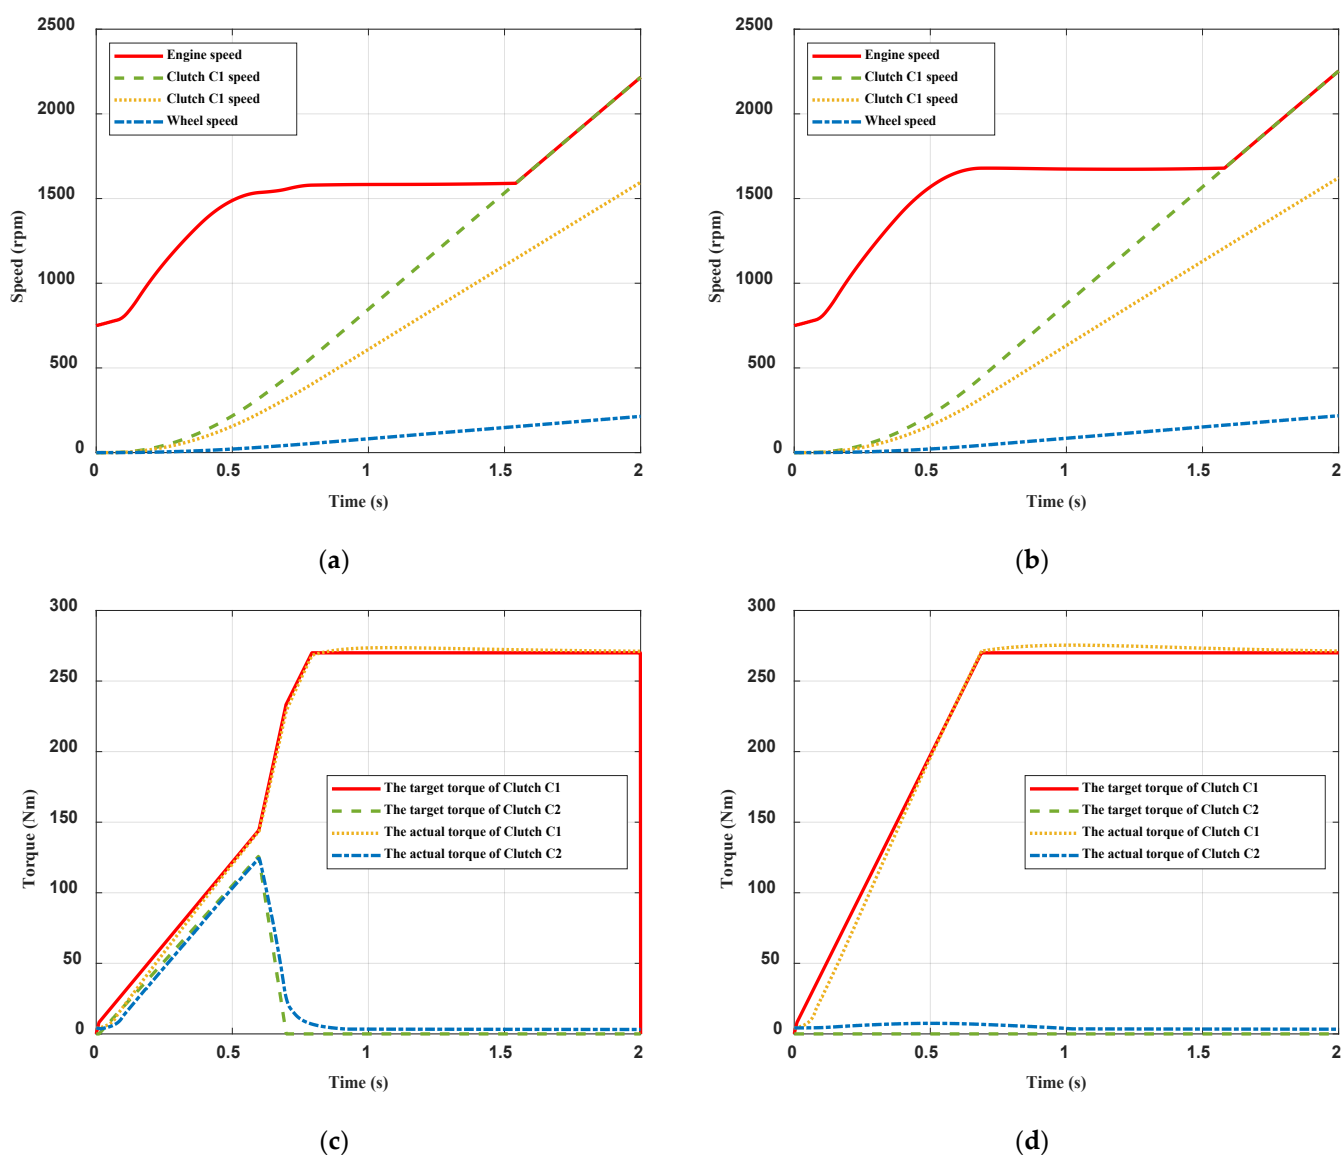 2500
2000
1500
1000
500
0
Speed (rpm)
Engine speed
Clutch C1 speed
Clutch C1 speed
Wheel speed
0 0.5 1 1.5 2
Time (s)
(a)
2500
2000
1500
1000
500
0
Speed (rpm)
Engine speed
Clutch C1 speed
Clutch C1 speed
Wheel speed
0 0.5 1 1.5 2
Time (s)
(b)
300
250
200
150
100
50
0
Torque (Nm)
The target torque of Clutch C1
The target torque of Clutch C2
The actual torque of Clutch C1
The actual torque of Clutch C2
0 0.5 1 1.5 2
Time (s)
(c)
300
250
200
150
100
50
0
Torque (Nm)
The target torque of Clutch C1
The target torque of Clutch C2
The actual torque of Clutch C1
The actual torque of Clutch C2
0 0.5 1 1.5 2
Time (s)
(d)